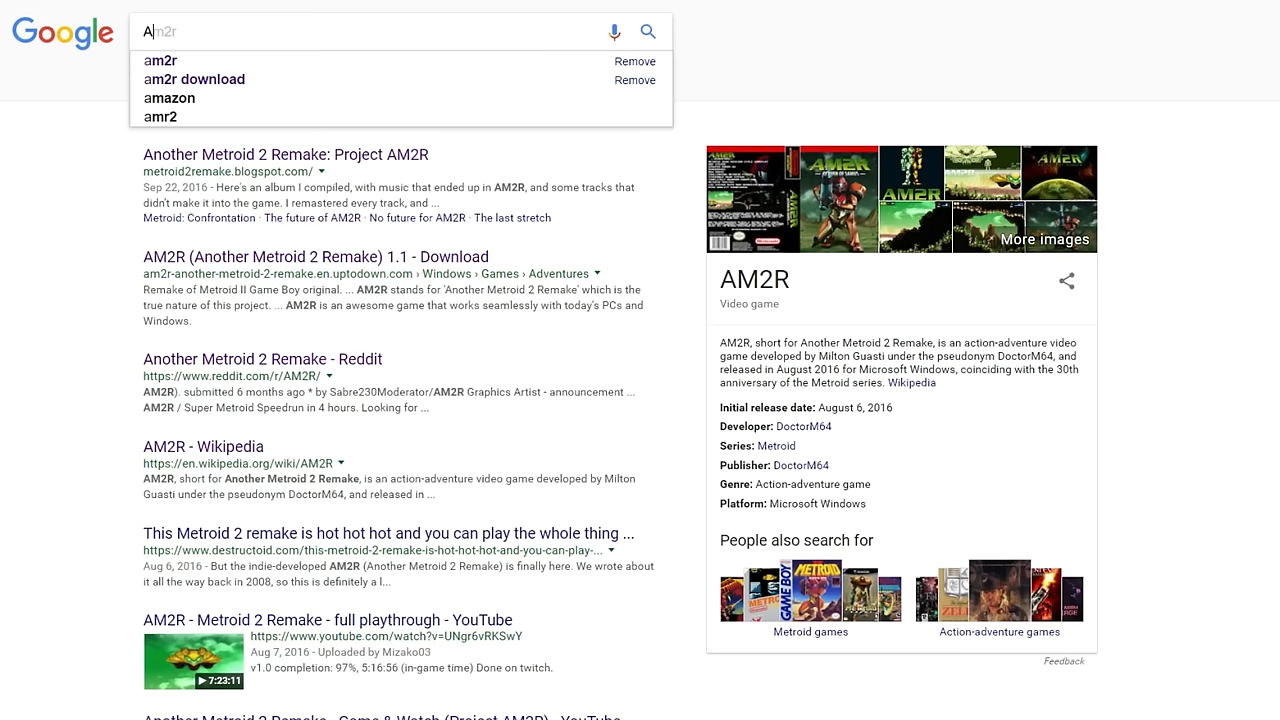 Google
Am2r
am2r
Remove
am2r download
Remove
amazon
amr2
Another Metroid 2 Remake: Project AM2R
metroid2remake.blogspot.com/
Sep 22, 2016 - Here's an album I compiled, with music that ended up in AM2R, and some tracks that
didn't make it into the game. I remastered every track, and ...
Metroid: Confrontation · The future of AM2R · No future for AM2R · The last stretch
AM2R (Another Metroid 2 Remake) 1.1 - Download
am2r-another-metroid-2-remake.en.uptodown.com › Windows › Games › Adventures
Remake of Metroid II Game Boy original. ... AM2R stands for 'Another Metroid 2 Remake' which is the
true nature of this project. ... AM2R is an awesome game that works seamlessly with today's PCs and
Windows.
Another Metroid 2 Remake - Reddit
https://www.reddit.com/r/AM2R/
AM2R). submitted 6 months ago * by Sabre230Moderator/AM2R Graphics Artist - announcement ...
AM2R / Super Metroid Speedrun in 4 hours. Looking for ...
AM2R - Wikipedia
https://en.wikipedia.org/wiki/AM2R
AM2R, short for Another Metroid 2 Remake, is an action-adventure video game developed by Milton
Guasti under the pseudonym DoctorM64, and released in ...
This Metroid 2 remake is hot hot hot and you can play the whole thing ...
https://www.destructoid.com/this-metroid-2-remake-is-hot-hot-hot-and-you-can-play-...
Aug 6, 2016 - But the indie-developed AM2R (Another Metroid 2 Remake) is finally here. We wrote about
it all the way back in 2008, so this is definitely a l...
AM2R - Metroid 2 Remake - full playthrough - YouTube
https://www.youtube.com/watch?v=UNgr6vRKSwY
Aug 7, 2016 - Uploaded by Mizako03
v1.0 completion: 97%, 5:16:56 (in-game time) Done on twitch.
7:23:11
Another Metroid 2 Remake - Game & Watch (Project AM2R) - YouTube
AM2R
AM2R
AM2R
AM2R
AM2R
More images
AM2R
Video game
AM2R, short for Another Metroid 2 Remake, is an action-adventure video
game developed by Milton Guasti under the pseudonym DoctorM64, and
released in August 2016 for Microsoft Windows, coinciding with the 30th
anniversary of the Metroid series. Wikipedia
Initial release date: August 6, 2016
Developer: DoctorM64
Series: Metroid
Publisher: DoctorM64
Genre: Action-adventure game
Platform: Microsoft Windows
People also search for
GAME BOY
METROID
Metroid games
Action-adventure games
Feedback